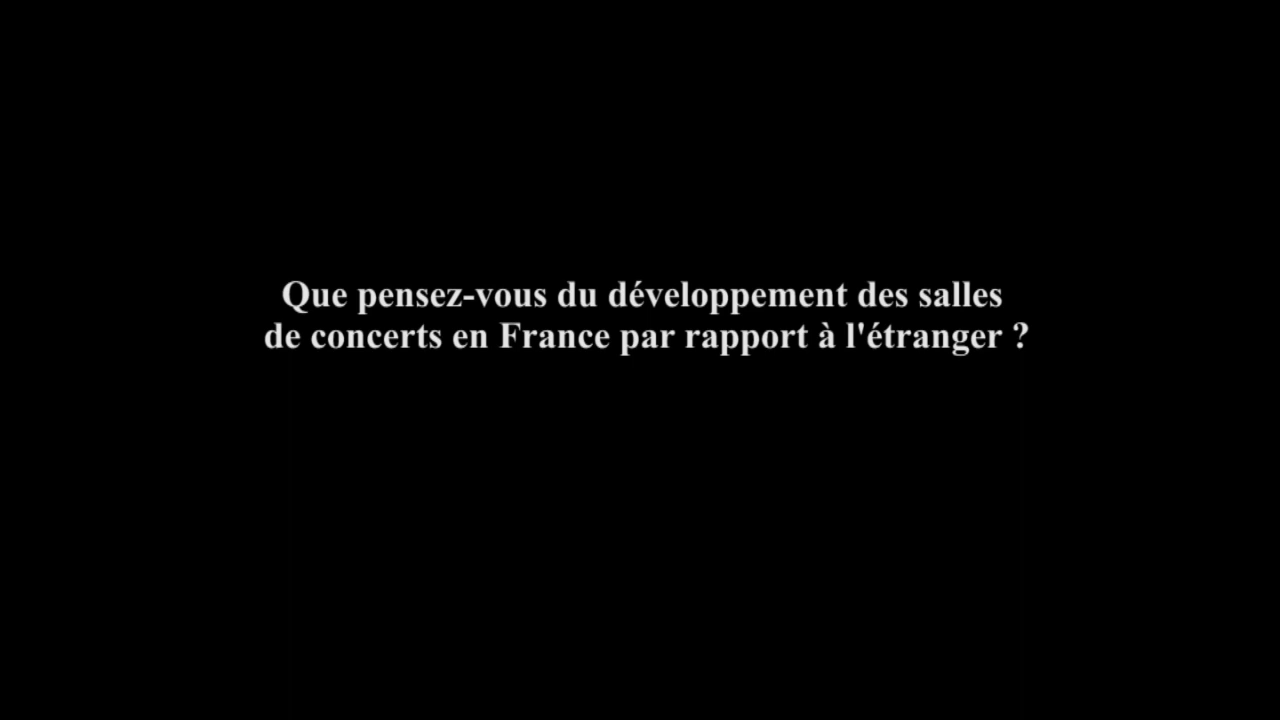 Que pensez-vous du développement des salles
de concerts en France par rapport à l'étranger ?